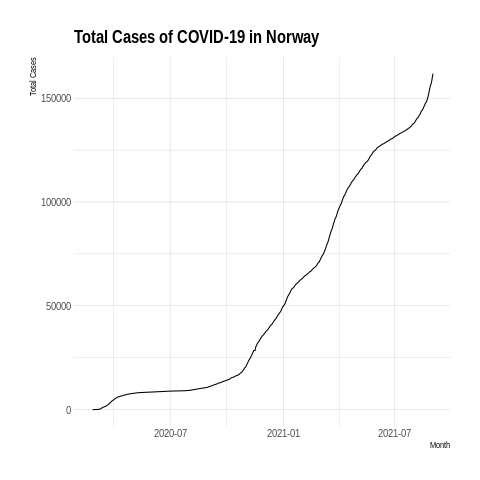 Total Cases of COVID-19 in Norway
Total Cases
150000
100000
50000
0
2020-07
2021-01
2021-07
Month